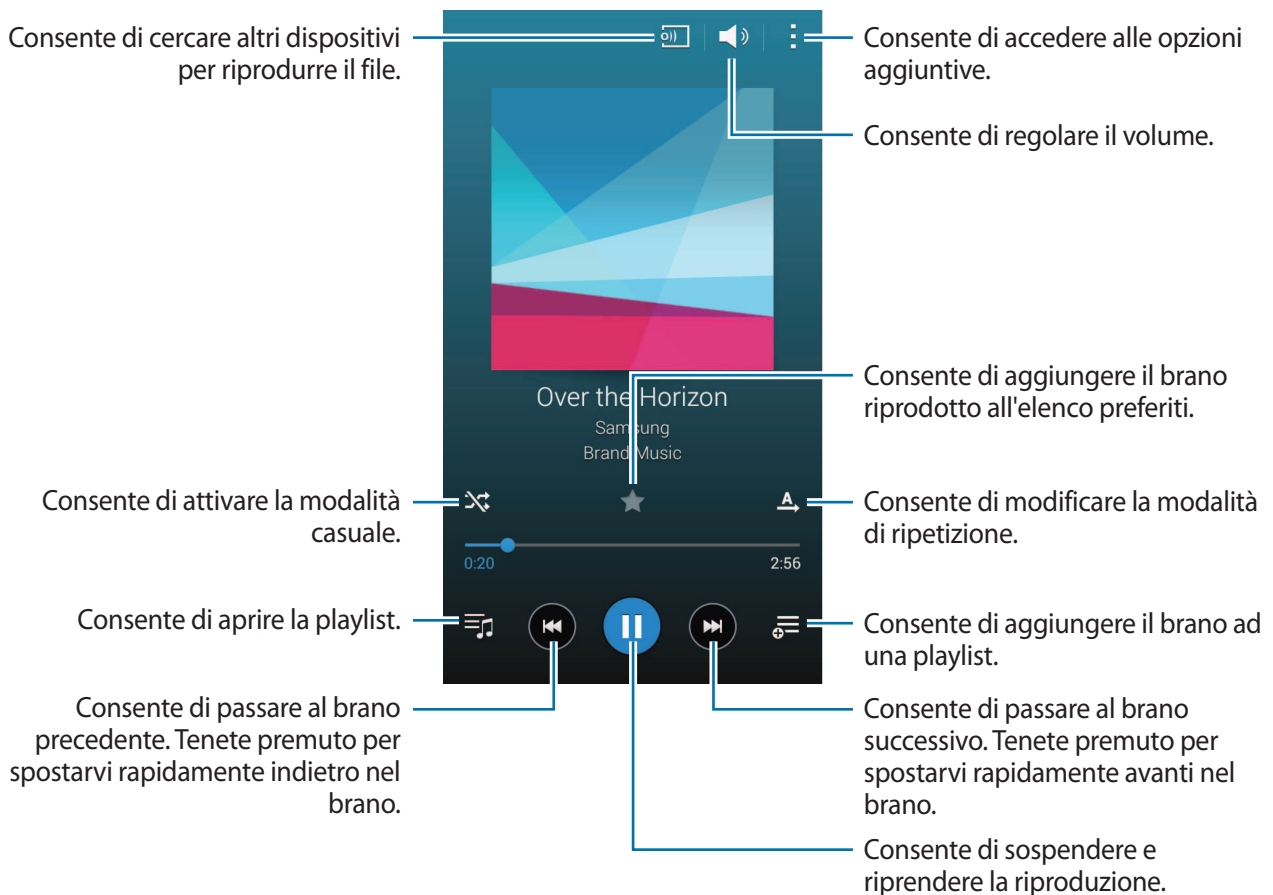 Consente di cercare altri dispositivi
per riprodurre il file.
Consente di accedere alle opzioni
aggiuntive.
Consente di regolare il volume.
Over the Horizon
Samsung
Brand Music
Consente di aggiungere il brano
riprodotto all'elenco preferiti.
Consente di attivare la modalità
casuale.
A
Consente di modificare la modalità
di ripetizione.
0:20
2:56
Consente di aprire la playlist.
Consente di aggiungere il brano ad
una playlist.
Consente di passare al brano
precedente. Tenete premuto per
spostarvi rapidamente indietro nel
brano.
Consente di passare al brano
successivo. Tenete premuto per
spostarvi rapidamente avanti nel
brano.
Consente di sospendere e
riprendere la riproduzione.